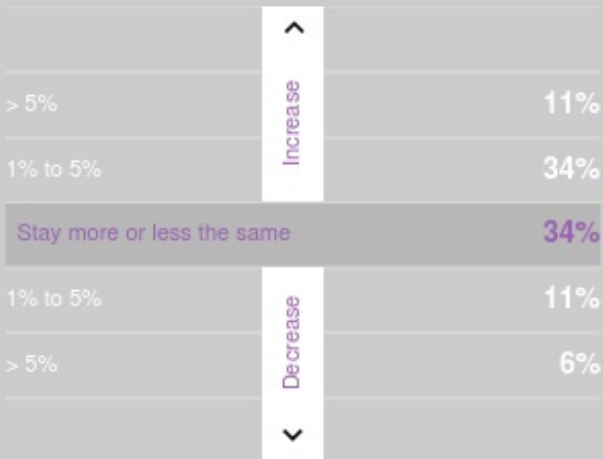 > 5%
11%
Increase
1% to 5%
34%
Stay more or less the same
34%
1% to 5%
11%
Decrease
> 5%
6%